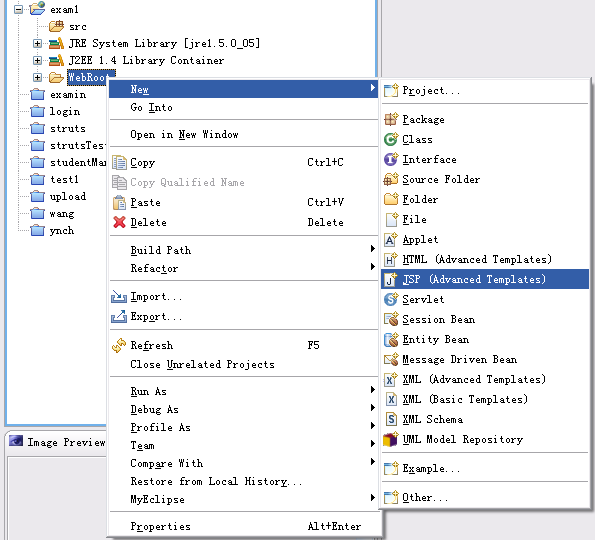 exam1
src
JRE System Library [jre1.5.0_05]
J2EE 1.4 Library Container
WebRoot
examin
login
struts
strutsTes
studentMa
test1
upload
wang
ynch
Image Preview
New
Go Into
Open in New Window
Copy Ctrl+C
Copy Qualified Name
Paste Ctrl+V
Delete Delete
Build Path
Refactor
Import...
Export...
Refresh F5
Close Unrelated Projects
Run As
Debug As
Profile As
Team
Compare With
Restore from Local History...
MyEclipse
Properties Alt+Enter
Project...
Package
Class
Interface
Source Folder
Folder
File
Applet
HTML (Advanced Templates)
JSP (Advanced Templates)
Servlet
Session Bean
Entity Bean
Message Driven Bean
XML (Advanced Templates)
XML (Basic Templates)
XML Schema
UML Model Repository
Example...
Other...